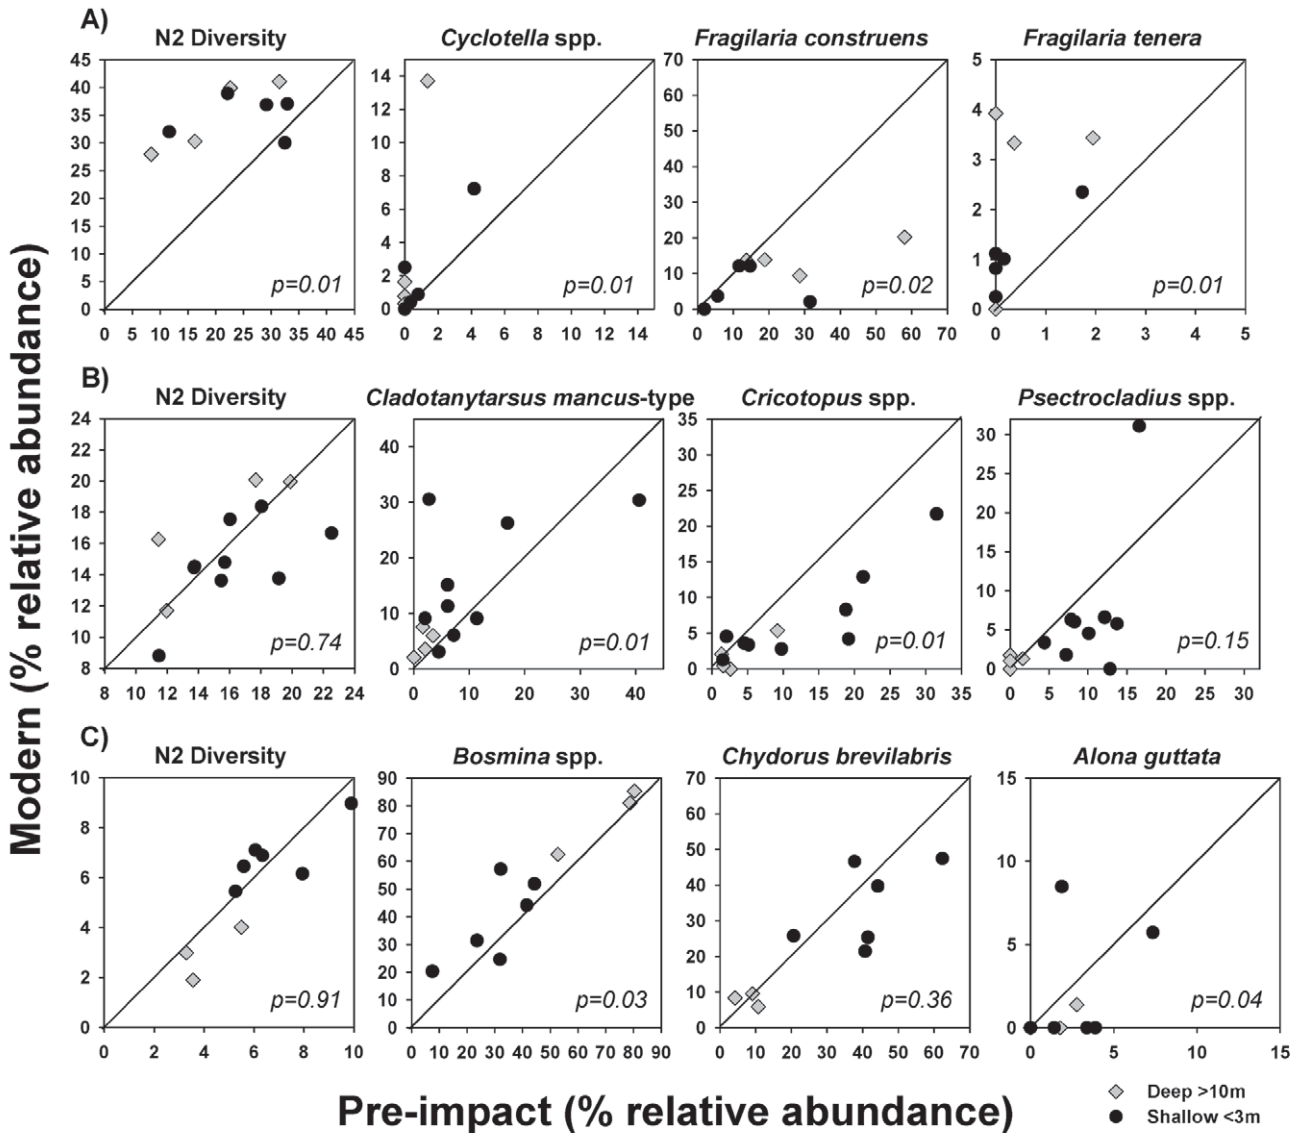 A)
N2 Diversity Cyclotella spp. Fragilaria construens Fragilaria tenera
45 40 35 30 25 20 15 10 5 0
14 12 10 8 6 4 2 0
70 60 50 40 30 20 10 0
5 4 3 2 1 0
p=0.01 p=0.01 p=0.02 p=0.01
0 5 10 15 20 25 30 35 45
0 2 4 6 8 10 12 14
0 10 20 30 40 50 60 70
0 1 2 3 4 5
B)
N2 Diversity Cladotanytarsus mancus-type Cricotopus spp. Psectrocladius spp.
24 22 20 18 16 14 12 10 8
40 30 20 10 0
35 30 25 20 15 10 5 0
30 25 20 15 10 5 0
p=0.74 p=0.01 p=0.01 p=0.15
8 10 12 14 16 18 20 22 24
0 10 20 30 40
0 5 10 15 20 25 30 35
0 5 10 15 20 25 30
C)
N2 Diversity Bosmina spp. Chydorus brevilabris Alona guttata
10 8 6 4 2 0
90 80 70 60 50 40 30 20 10 0
70 60 50 40 30 20 10 0
15 10 5 0
p=0.91 p=0.03 p=0.36 p=0.04
0 2 4 6 8 10
0 10 20 30 40 50 60 70 80 90
0 10 20 30 40 50 60 70
0 5 10 15
Modern (% relative abundance)
Pre-impact (% relative abundance)
Deep >10m
Shallow <3m